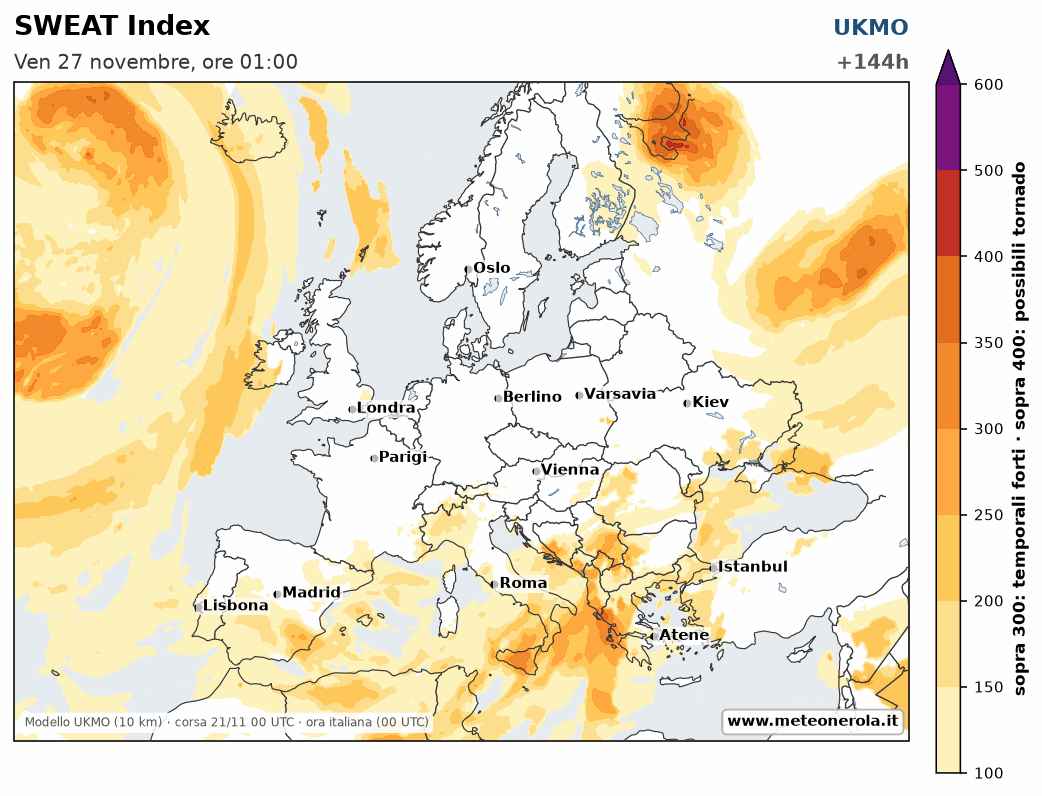 SWEAT Index
UKMO
Ven 27 novembre, ore 01:00
+144h
600
500
400
350
300
250
200
150
100
sopra 300: temporali forti · sopra 400: possibili tornado
Oslo
Londra
Berlino
Varsavia
Kiev
Parigi
Vienna
Istanbul
Roma
Madrid
Lisbona
Atene
Modello UKMO (10 km) · corsa 21/11 00 UTC · ora italiana (00 UTC)
www.meteonerola.it